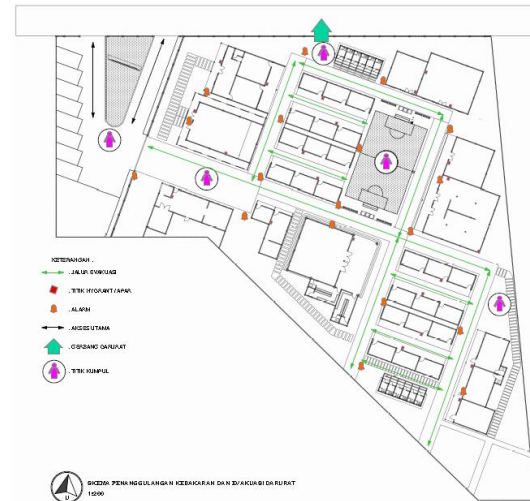 KETERANGAN :
: JALUR EVAKUASI
: TITIK HYDRANT / APAR
: ALARM
: AKSES UTAMA
: GERBANG DARURAT
: TITIK KUMPUL
U
SKEMA PENANGGULANGAN KEBAKARAN DAN EVAKUASI DARURAT
1:200